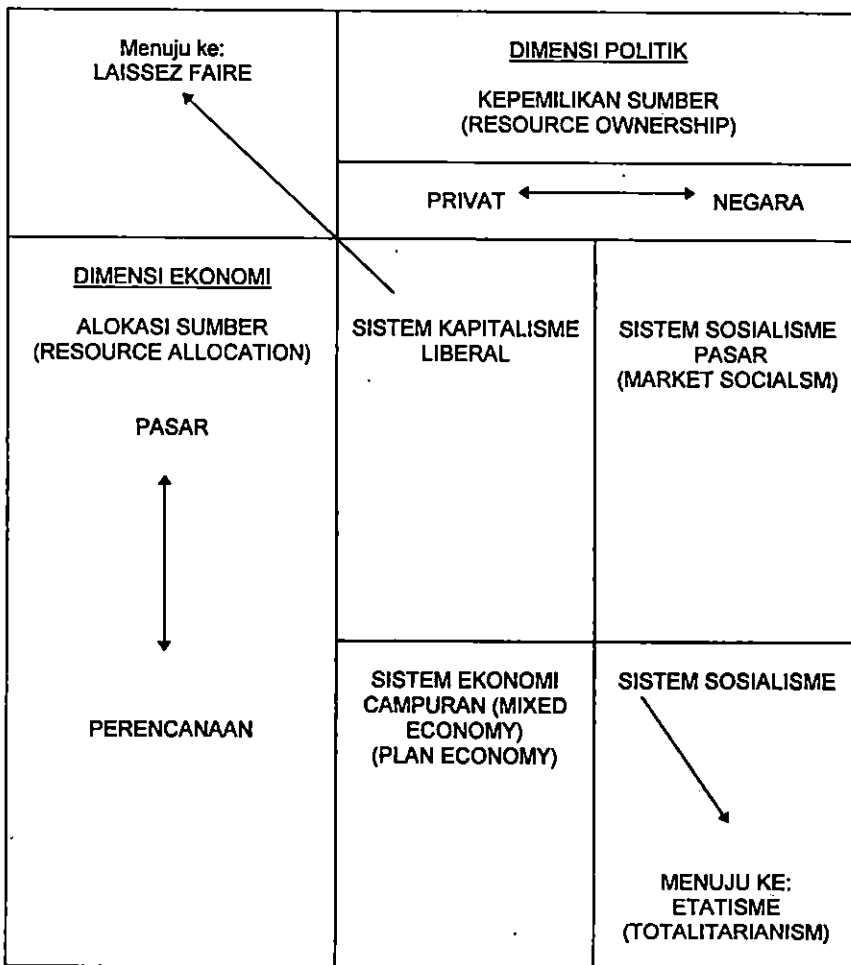 Menuju ke:
LAISSEZ FAIRE
DIMENSI POLITIK
KEPEMILIKAN SUMBER
(RESOURCE OWNERSHIP)
PRIVAT
NEGARA
DIMENSI EKONOMI
ALOKASI SUMBER
(RESOURCE ALLOCATION)
PASAR
PERENCANAAN
SISTEM KAPITALISME
LIBERAL
SISTEM SOSIALISME
PASAR
(MARKET SOCIALSM)
SISTEM EKONOMI
CAMPURAN (MIXED
ECONOMY)
(PLAN ECONOMY)
SISTEM SOSIALISME
MENUJU KE:
ETATISME
(TOTALITARIANISM)